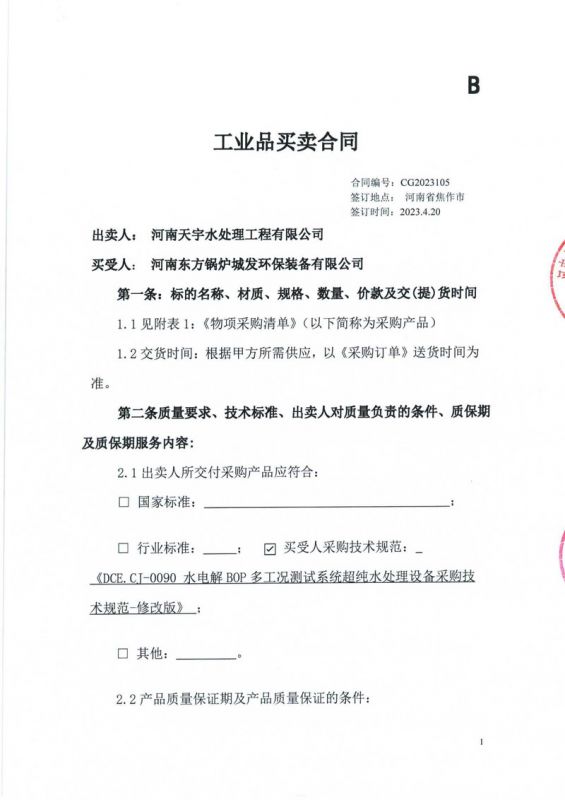 B
工业品买卖合同
合同编号: CG2023105
签订地点: 河南省焦作市
签订时间: 2023.4.20
出卖人: 河南天宇水处理工程有限公司
买受人: 河南东方锅炉城发环保装备有限公司
第一条: 标的名称、材质、规格、数量、价款及交(提)货时间
1.1 见附表 1:《物项采购清单》(以下简称为采购产品)
1.2 交货时间: 根据甲方所需供应, 以《采购订单》送货时间为
准。
第二条质量要求、技术标准、出卖人对质量负责的条件、质保期
及质保期服务内容:
2.1 出卖人所交付采购产品应符合:
☐ 国家标准: ____________________;
☐ 行业标准: ____; ☑ 买受人采购技术规范: _
《DCE.CJ-0090 水电解 BOP 多工况测试系统超纯水处理设备采购技
术规范-修改版》;
☐ 其他: _______。
2.2 产品质量保证期及产品质量保证的条件:
1